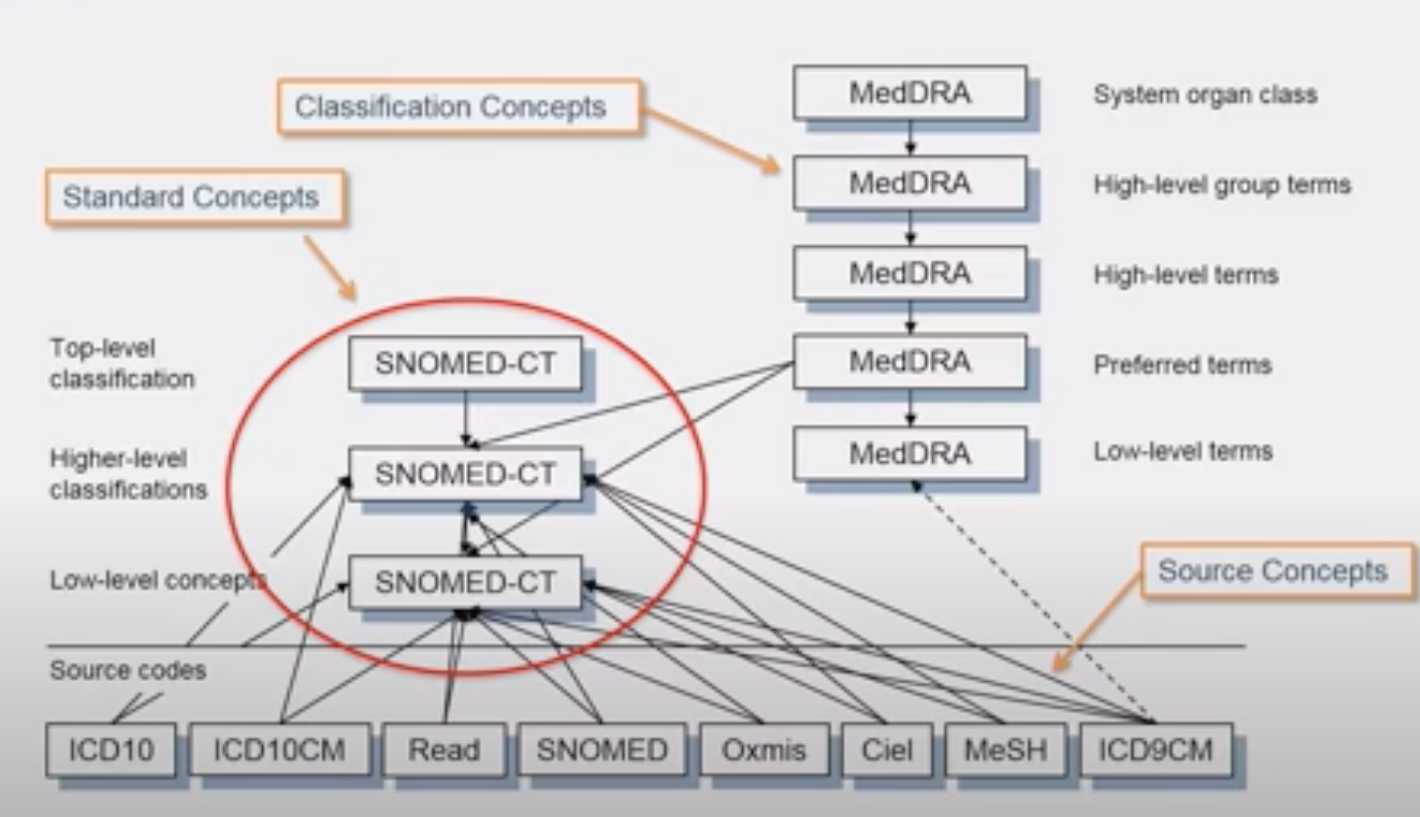 MedDRA
System organ class
Classification Concepts
MedDRA
High-level group terms
Standard Concepts
MedDRA
High-level terms
Top-level
classification
SNOMED-CT
MedDRA
Preferred terms
Higher-level
classifications
SNOMED-CT
MedDRA
Low-level terms
Low-level concepts
SNOMED-CT
Source Concepts
Source codes
ICD10
ICD10CM
Read
SNOMED
Oxmis
Ciel
MeSH
ICD9CM